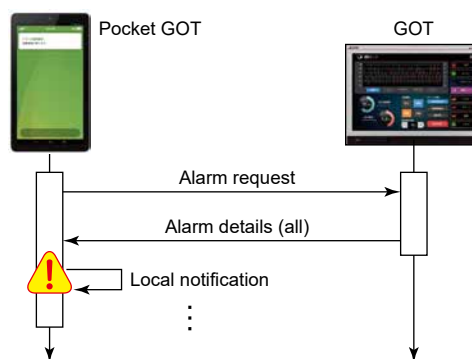 Pocket GOT
GOT
Alarm request
Alarm details (all)
Local notification